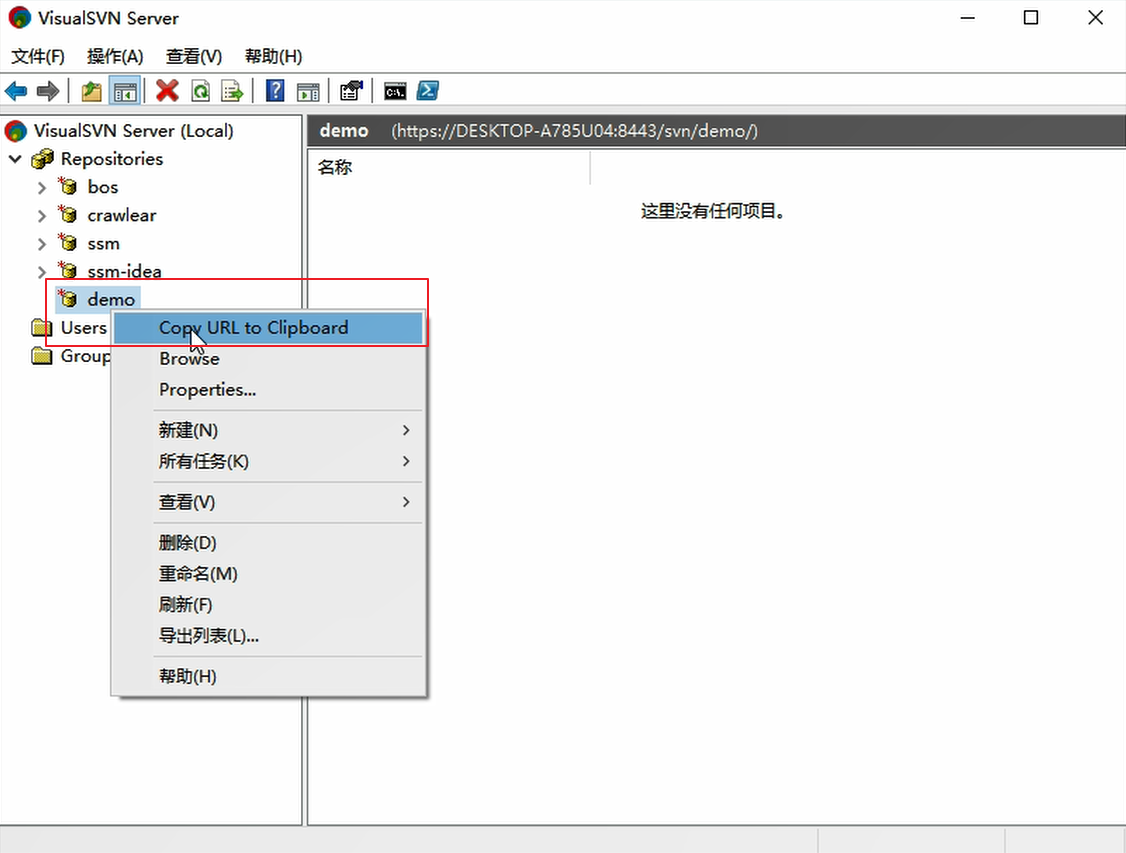 VisualSVN Server
文件(F) 操作(A) 查看(V) 帮助(H)
VisualSVN Server (Local)
Repositories
bos
crawlear
ssm
ssm-idea
demo
Users
Group
Copy URL to Clipboard
Browse
Properties...
新建(N)
所有任务(K)
查看(V)
删除(D)
重命名(M)
刷新(F)
导出列表(L)...
帮助(H)
demo (https://DESKTOP-A785U04:8443/svn/demo/)
名称
这里没有任何项目。